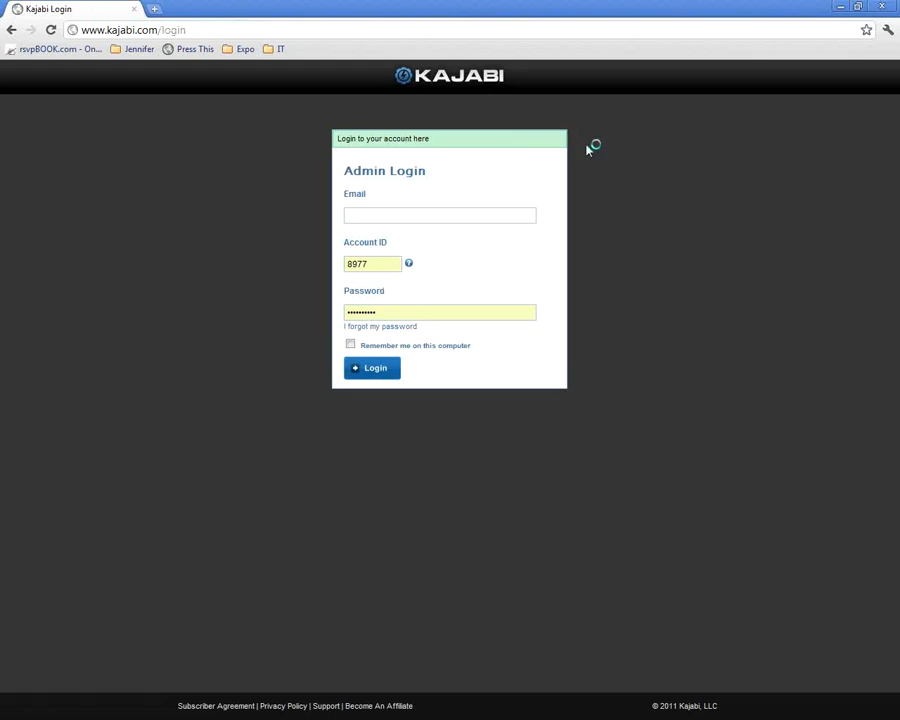 Kajabi Login
www.kajabi.com/login
rsvpBOOK.com - On... Jennifer Press This Expo IT
KAJABI
Login to your account here
Admin Login
Email
Account ID
8977
Password
••••••••••
I forgot my password
Remember me on this computer
Login
Subscriber Agreement | Privacy Policy | Support | Become An Affiliate
© 2011 Kajabi, LLC